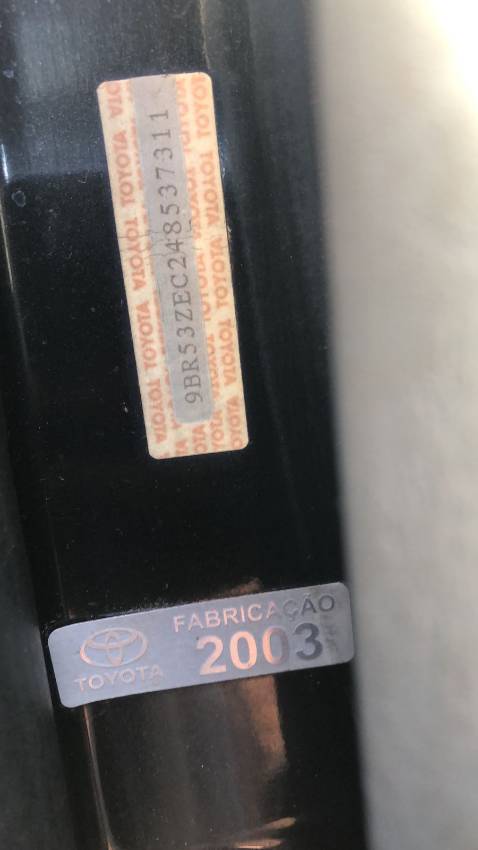 9BR53ZEC248537311
FABRICAÇÃO
2003
TOYOTA